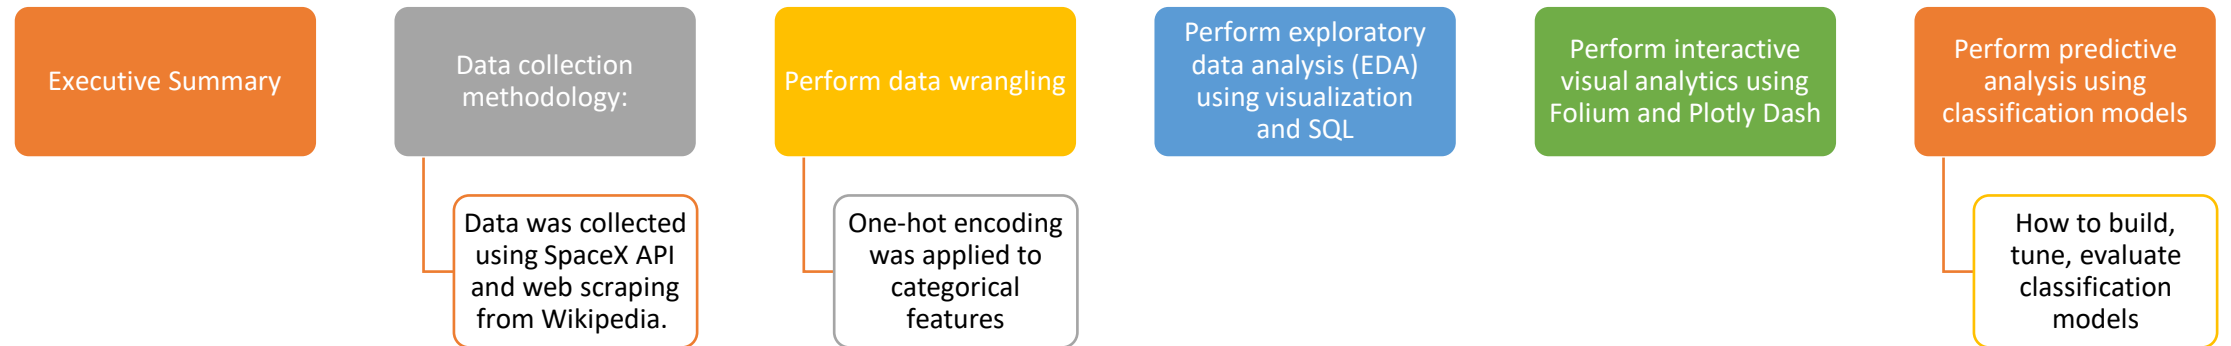 Executive Summary
Data collection
methodology:
Data was collected
using SpaceX API
and web scraping
from Wikipedia.
Perform data wrangling
One-hot encoding
was applied to
categorical
features
Perform exploratory
data analysis (EDA)
using visualization
and SQL
Perform interactive
visual analytics using
Folium and Plotly Dash
Perform predictive
analysis using
classification models
How to build,
tune, evaluate
classification
models